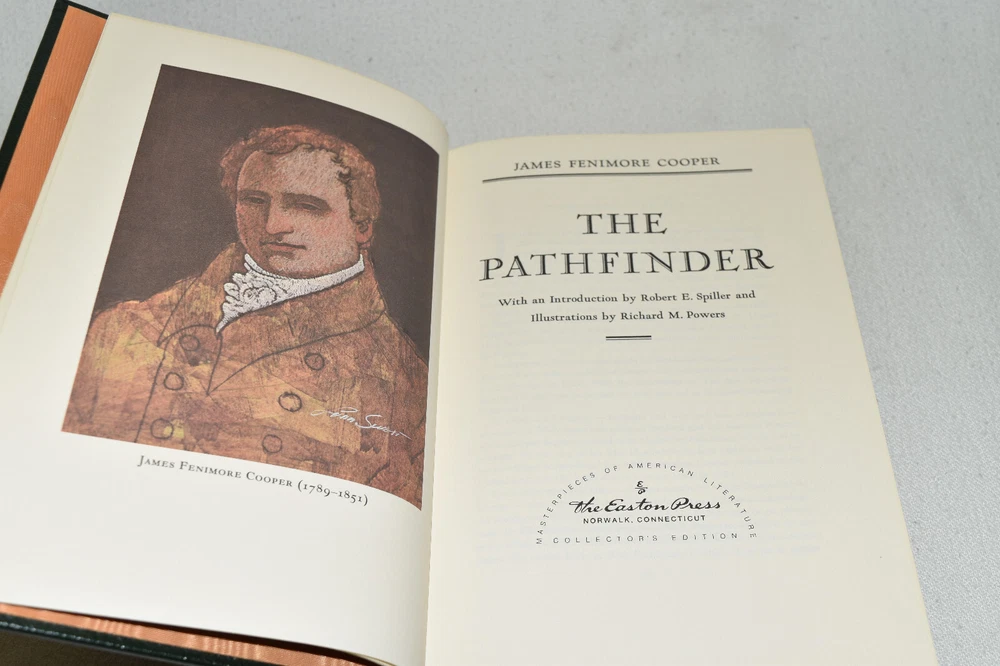 James Fenimore Cooper (1789–1851)
JAMES FENIMORE COOPER
THE
PATHFINDER
With an Introduction by Robert E. Spiller and
Illustrations by Richard M. Powers
MASTERPIECES OF AMERICAN LITERATURE
the Easton Press
NORWALK, CONNECTICUT
COLLECTOR'S EDITION